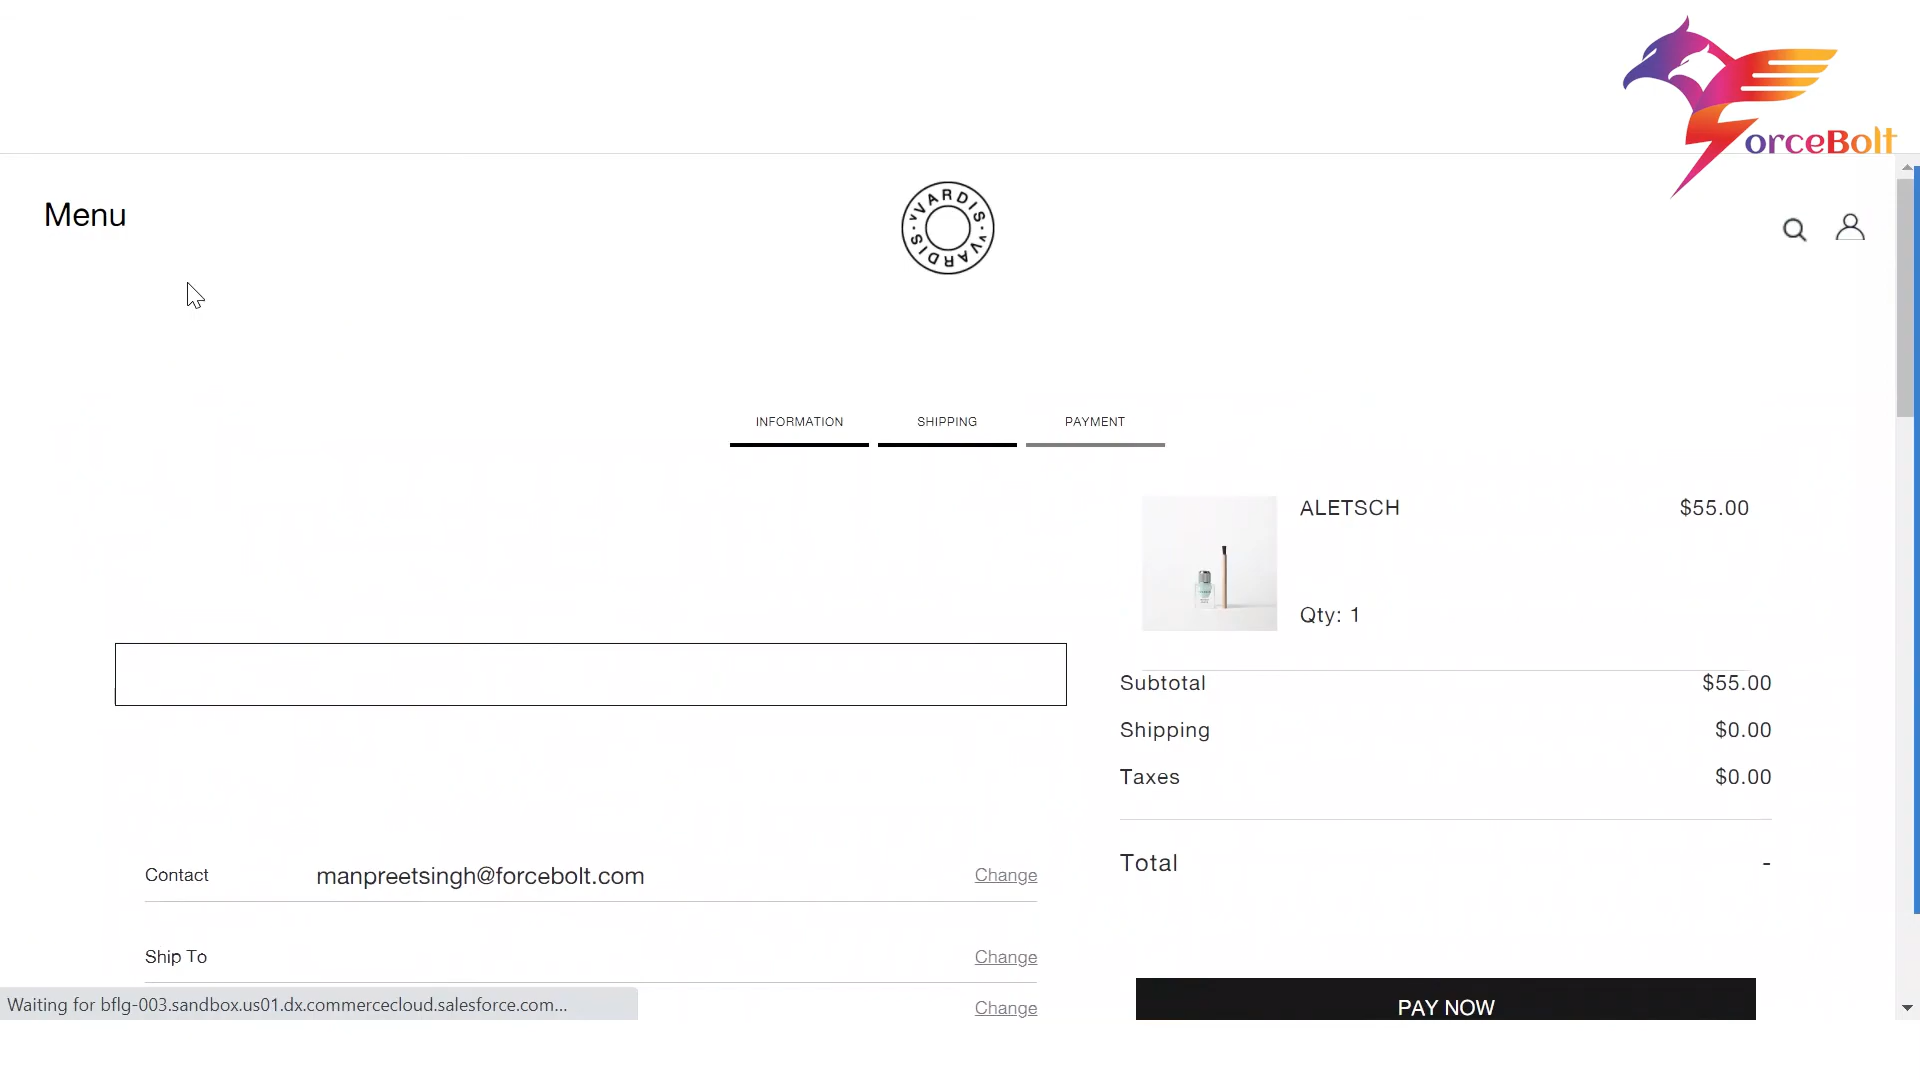 orceBolt
Menu
VVARDIS · VVARDIS ·
INFORMATION
SHIPPING
PAYMENT
ALETSCH
$55.00
Qty: 1
Subtotal
$55.00
Shipping
$0.00
Taxes
$0.00
Total
-
Contact
manpreetsingh@forcebolt.com
Change
Ship To
Change
Change
PAY NOW
Waiting for bflg-003.sandbox.us01.dx.commercecloud.salesforce.com...